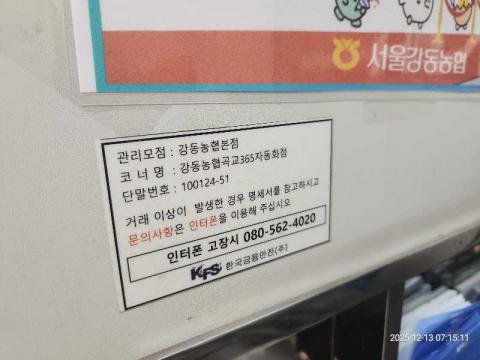 서울강동농협
관리모점 : 강동농협본점
코 너 명 : 강동농협곡교365자동화점
단말번호 : 100124-51
거래 이상이 발생한 경우 명세서를 참고하시고
문의사항은 인터폰을 이용해 주십시오
인터폰 고장시 080-562-4020
KFS 한국금융안전(주)
2025-12-13 07:15:11